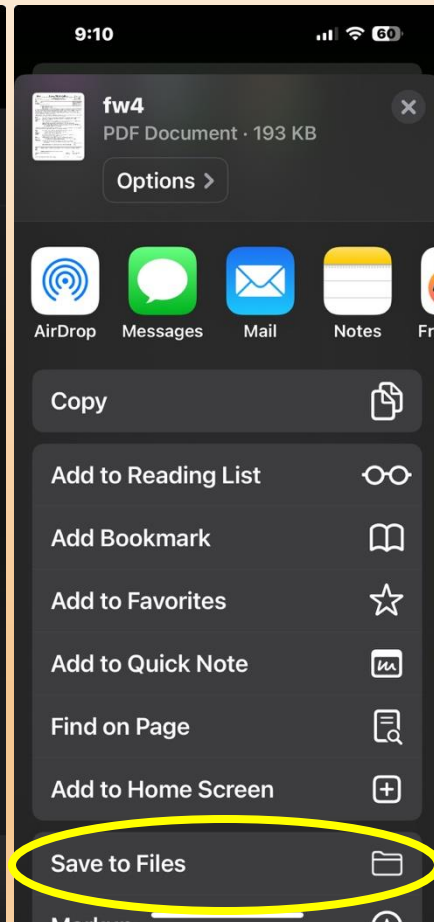 9:10
60
fw4
PDF Document · 193 KB
Options >
AirDrop Messages Mail Notes Fr
Copy
Add to Reading List
Add Bookmark
Add to Favorites
Add to Quick Note
Find on Page
Add to Home Screen
Save to Files